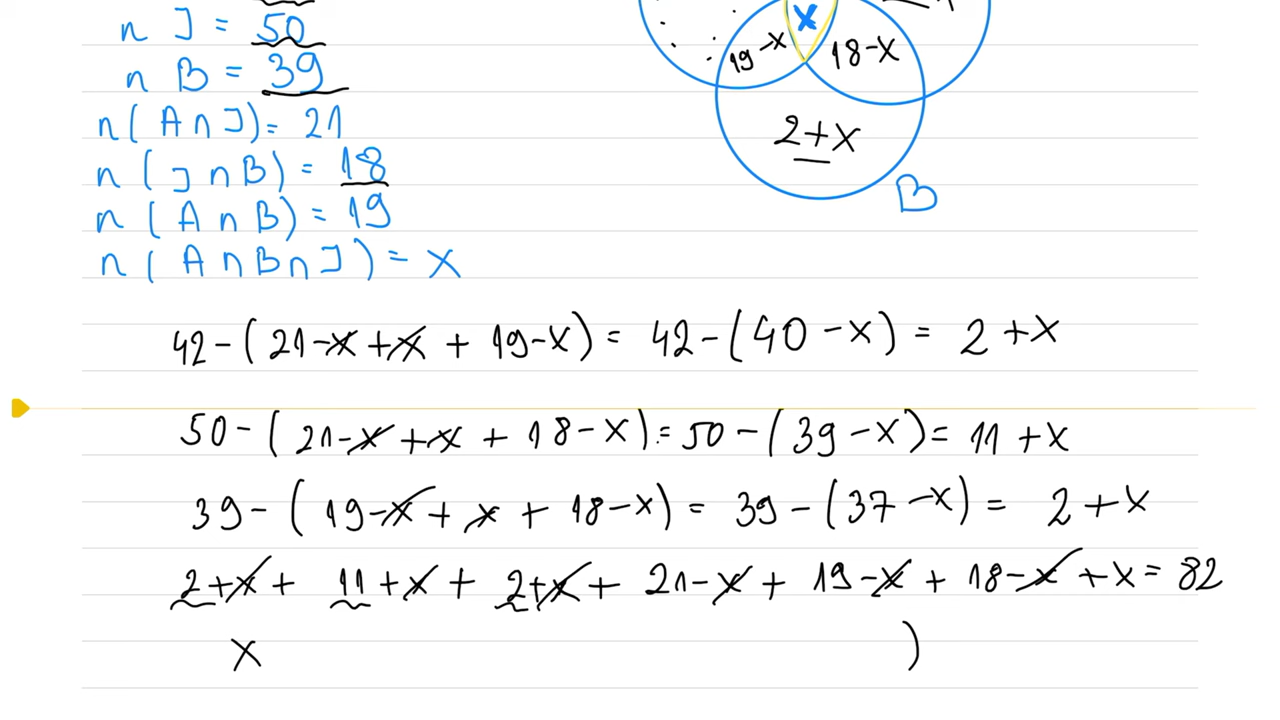 n J = 50
n B = 39
n ( A ∩ J ) = 21
n ( J ∩ B ) = 18
n ( A ∩ B ) = 19
n ( A ∩ B ∩ J ) = x
x
19-x
18-x
2+x
B
42-(21-x+x + 19-x) = 42-(40-x) = 2+x
50-(21-x+x + 18-x) = 50-(39-x) = 11+x
39-(19-x+x + 18-x) = 39-(37-x) = 2+x
2+x + 11+x + 2+x + 21-x + 19-x + 18-x + x = 82
x )